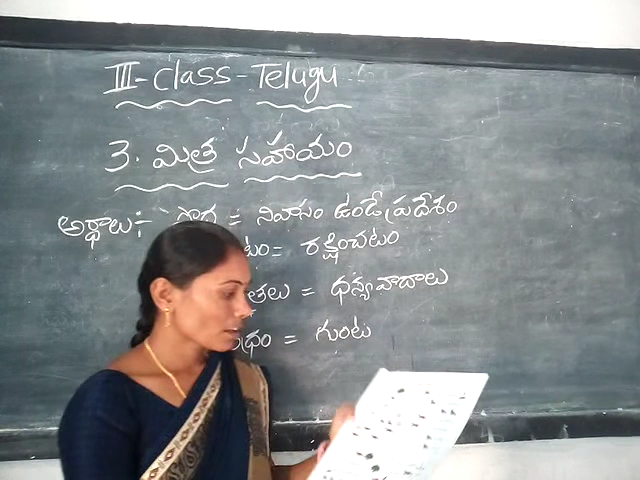 III - class - Telugu :
3. మిత్ర సహాయం
అర్థాలు :- = నివాసం ఉండే ప్రదేశం
= రక్షించటం
= ధన్యవాదాలు
= గుంటు